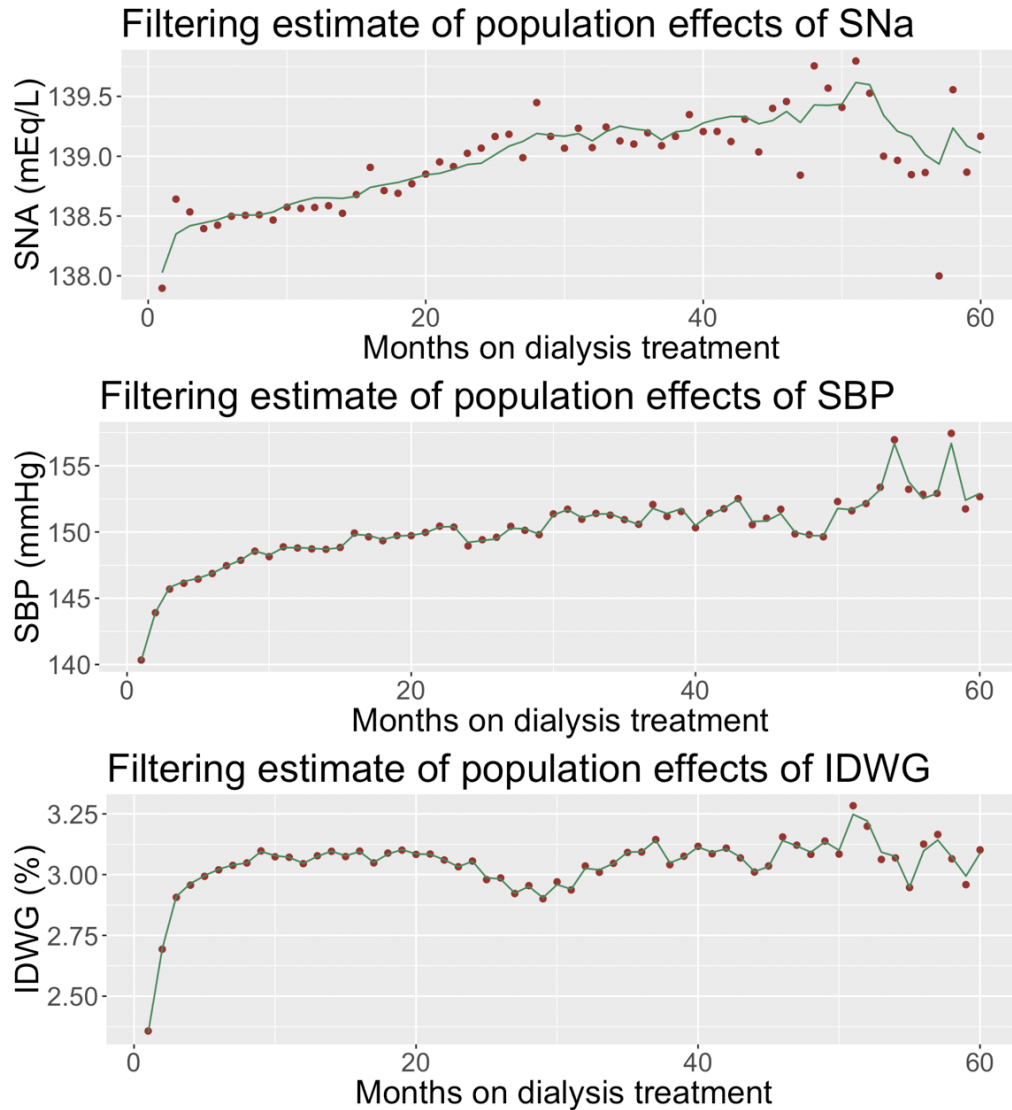 Filtering estimate of population effects of SNa
SNA (mEq/L)
139.5
139.0
138.5
138.0
0 20 40 60
Months on dialysis treatment
Filtering estimate of population effects of SBP
SBP (mmHg)
155
150
145
140
0 20 40 60
Months on dialysis treatment
Filtering estimate of population effects of IDWG
IDWG (%)
3.25
3.00
2.75
2.50
0 20 40 60
Months on dialysis treatment